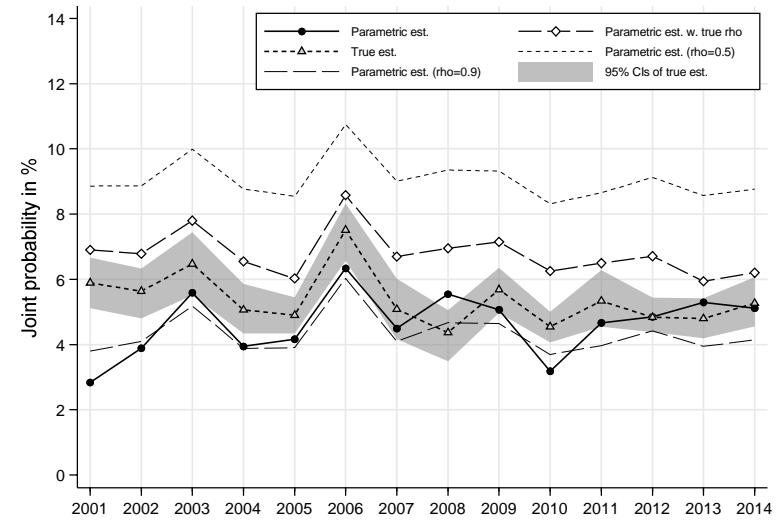 14
12
10
8
6
4
2
0
Joint probability in %
Parametric est.
Parametric est. w. true rho
True est.
Parametric est. (rho=0.5)
Parametric est. (rho=0.9)
95% CIs of true est.
2001 2002 2003 2004 2005 2006 2007 2008 2009 2010 2011 2012 2013 2014